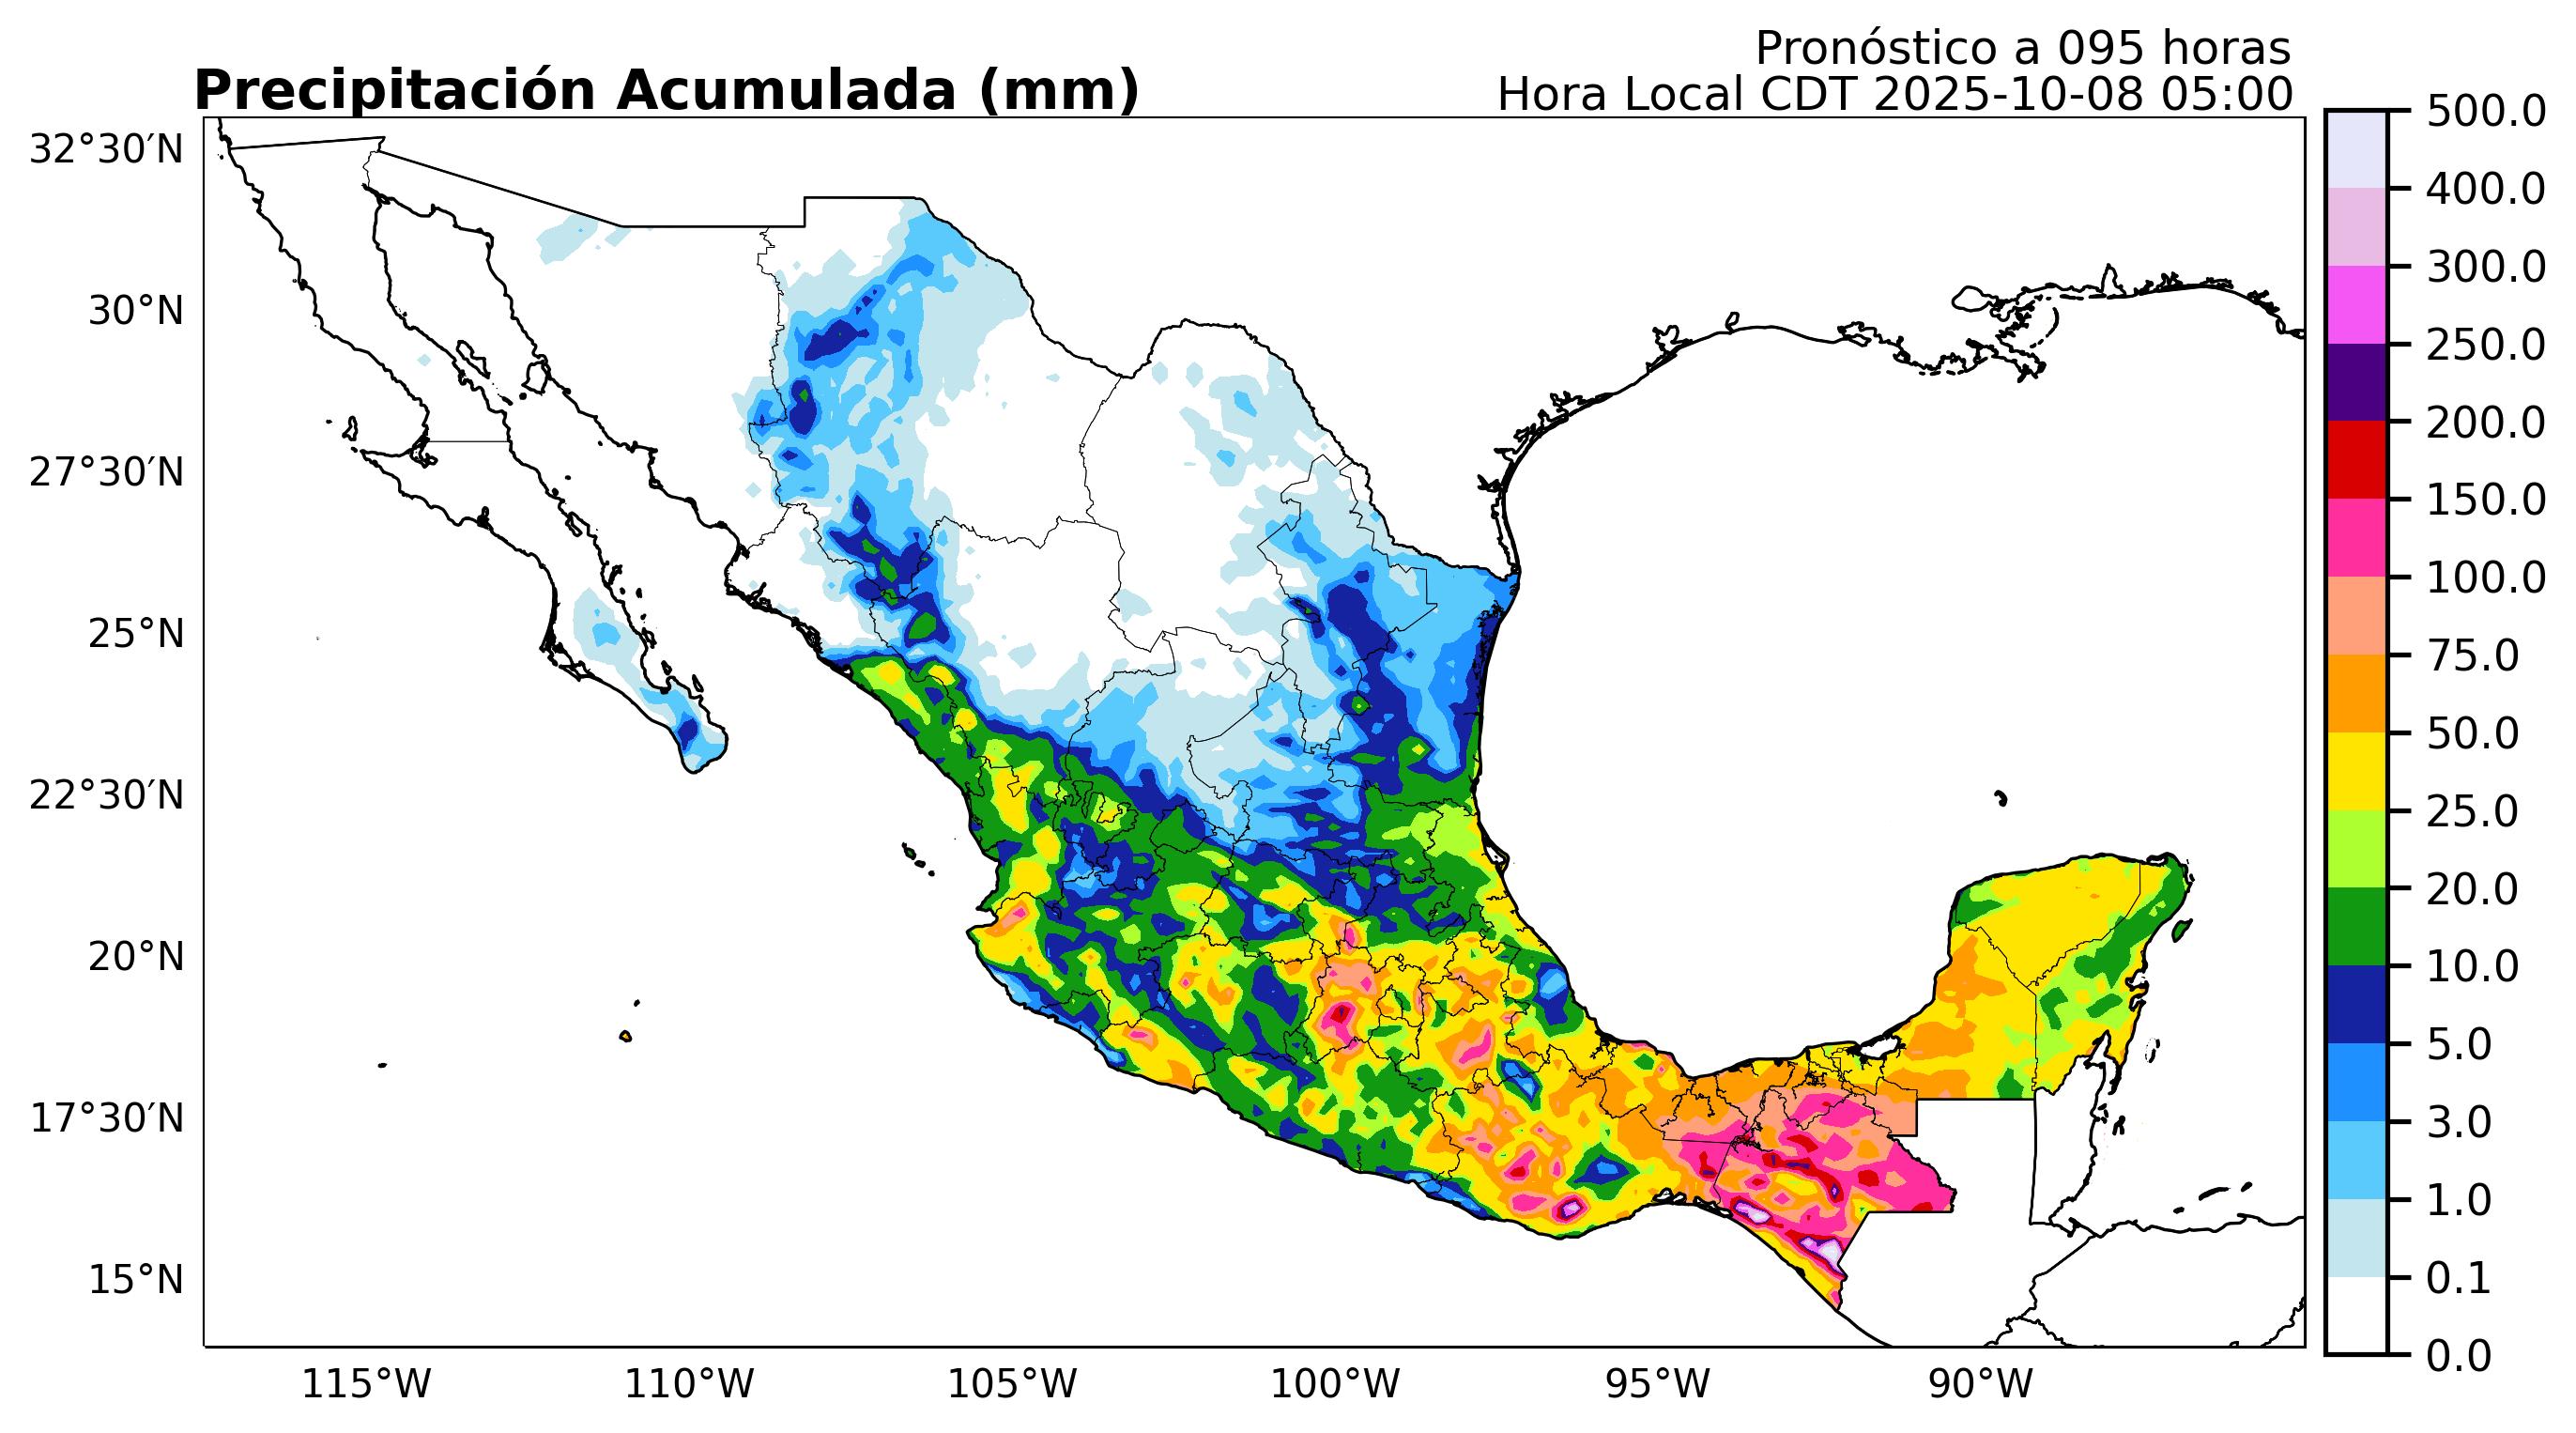 Pronóstico a 095 horas
Precipitación Acumulada (mm)
Hora Local CDT 2025-10-08 05:00
32°30′N
30°N
27°30′N
25°N
22°30′N
20°N
17°30′N
15°N
115°W
110°W
105°W
100°W
95°W
90°W
500.0
400.0
300.0
250.0
200.0
150.0
100.0
75.0
50.0
25.0
20.0
10.0
5.0
3.0
1.0
0.1
0.0